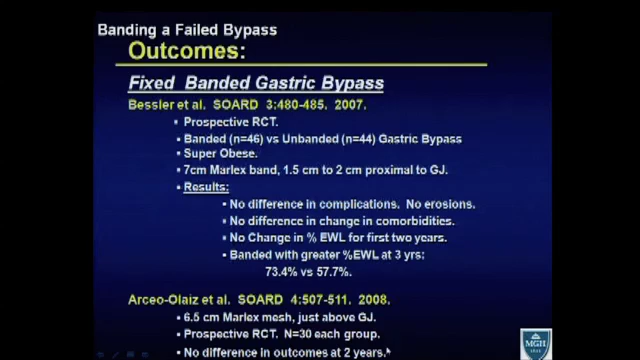 Banding a Failed Bypass
Outcomes:
Fixed Banded Gastric Bypass
Bessler et al. SOARD 3:480-485, 2007.
▪ Prospective RCT.
▪ Banded (n=46) vs Unbanded (n=44) Gastric Bypass
▪ Super Obese.
▪ 7cm Marlex band, 1.5 cm to 2 cm proximal to GJ.
▪ Results:
▪ No difference in complications. No erosions.
▪ No difference in change in comorbidities.
▪ No Change in % EWL for first two years.
▪ Banded with greater %EWL at 3 yrs:
73.4% vs 57.7%.
Arceo-Olaiz et al. SOARD 4:507-511, 2008.
▪ 6.5 cm Marlex mesh, just above GJ.
▪ Prospective RCT. N=30 each group.
▪ No difference in outcomes at 2 years.
MGH